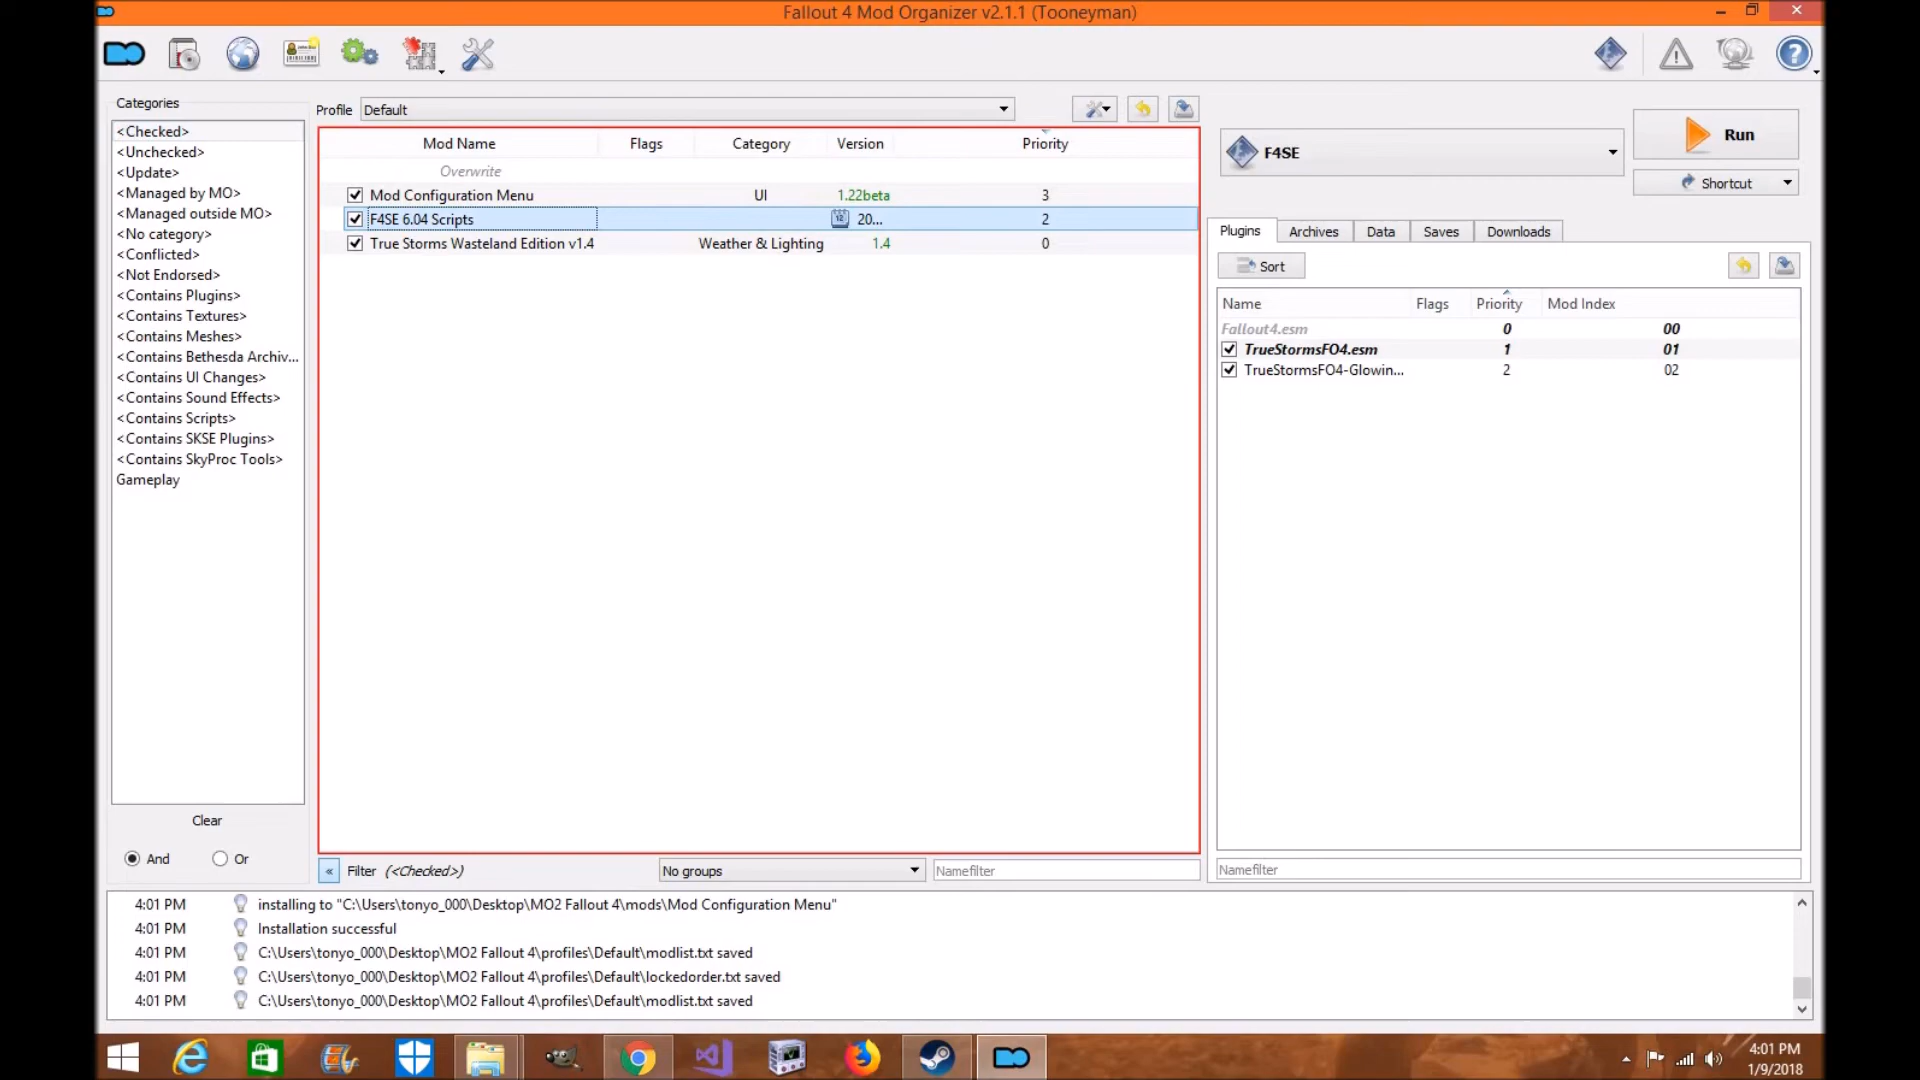 Fallout 4 Mod Organizer v2.1.1 (Tooneyman)
Categories
<Checked>
<Unchecked>
<Update>
<Managed by MO>
<Managed outside MO>
<No category>
<Conflicted>
<Not Endorsed>
<Contains Plugins>
<Contains Textures>
<Contains Meshes>
<Contains Bethesda Archiv...
<Contains UI Changes>
<Contains Sound Effects>
<Contains Scripts>
<Contains SKSE Plugins>
<Contains SkyProc Tools>
Gameplay
Clear
And Or
Profile Default
Mod Name Flags Category Version Priority
Overwrite
Mod Configuration Menu UI 1.22beta 3
F4SE 6.04 Scripts 20... 2
True Storms Wasteland Edition v1.4 Weather & Lighting 1.4 0
« Filter (<Checked>) No groups Namefilter
F4SE
Run
Shortcut
Plugins Archives Data Saves Downloads
Sort
Name Flags Priority Mod Index
Fallout4.esm 0 00
TrueStormsFO4.esm 1 01
TrueStormsFO4-Glowin... 2 02
Namefilter
4:01 PM installing to "C:\Users\tonyo_000\Desktop\MO2 Fallout 4\mods\Mod Configuration Menu"
4:01 PM Installation successful
4:01 PM C:\Users\tonyo_000\Desktop\MO2 Fallout 4\profiles\Default\modlist.txt saved
4:01 PM C:\Users\tonyo_000\Desktop\MO2 Fallout 4\profiles\Default\lockedorder.txt saved
4:01 PM C:\Users\tonyo_000\Desktop\MO2 Fallout 4\profiles\Default\modlist.txt saved
4:01 PM
1/9/2018